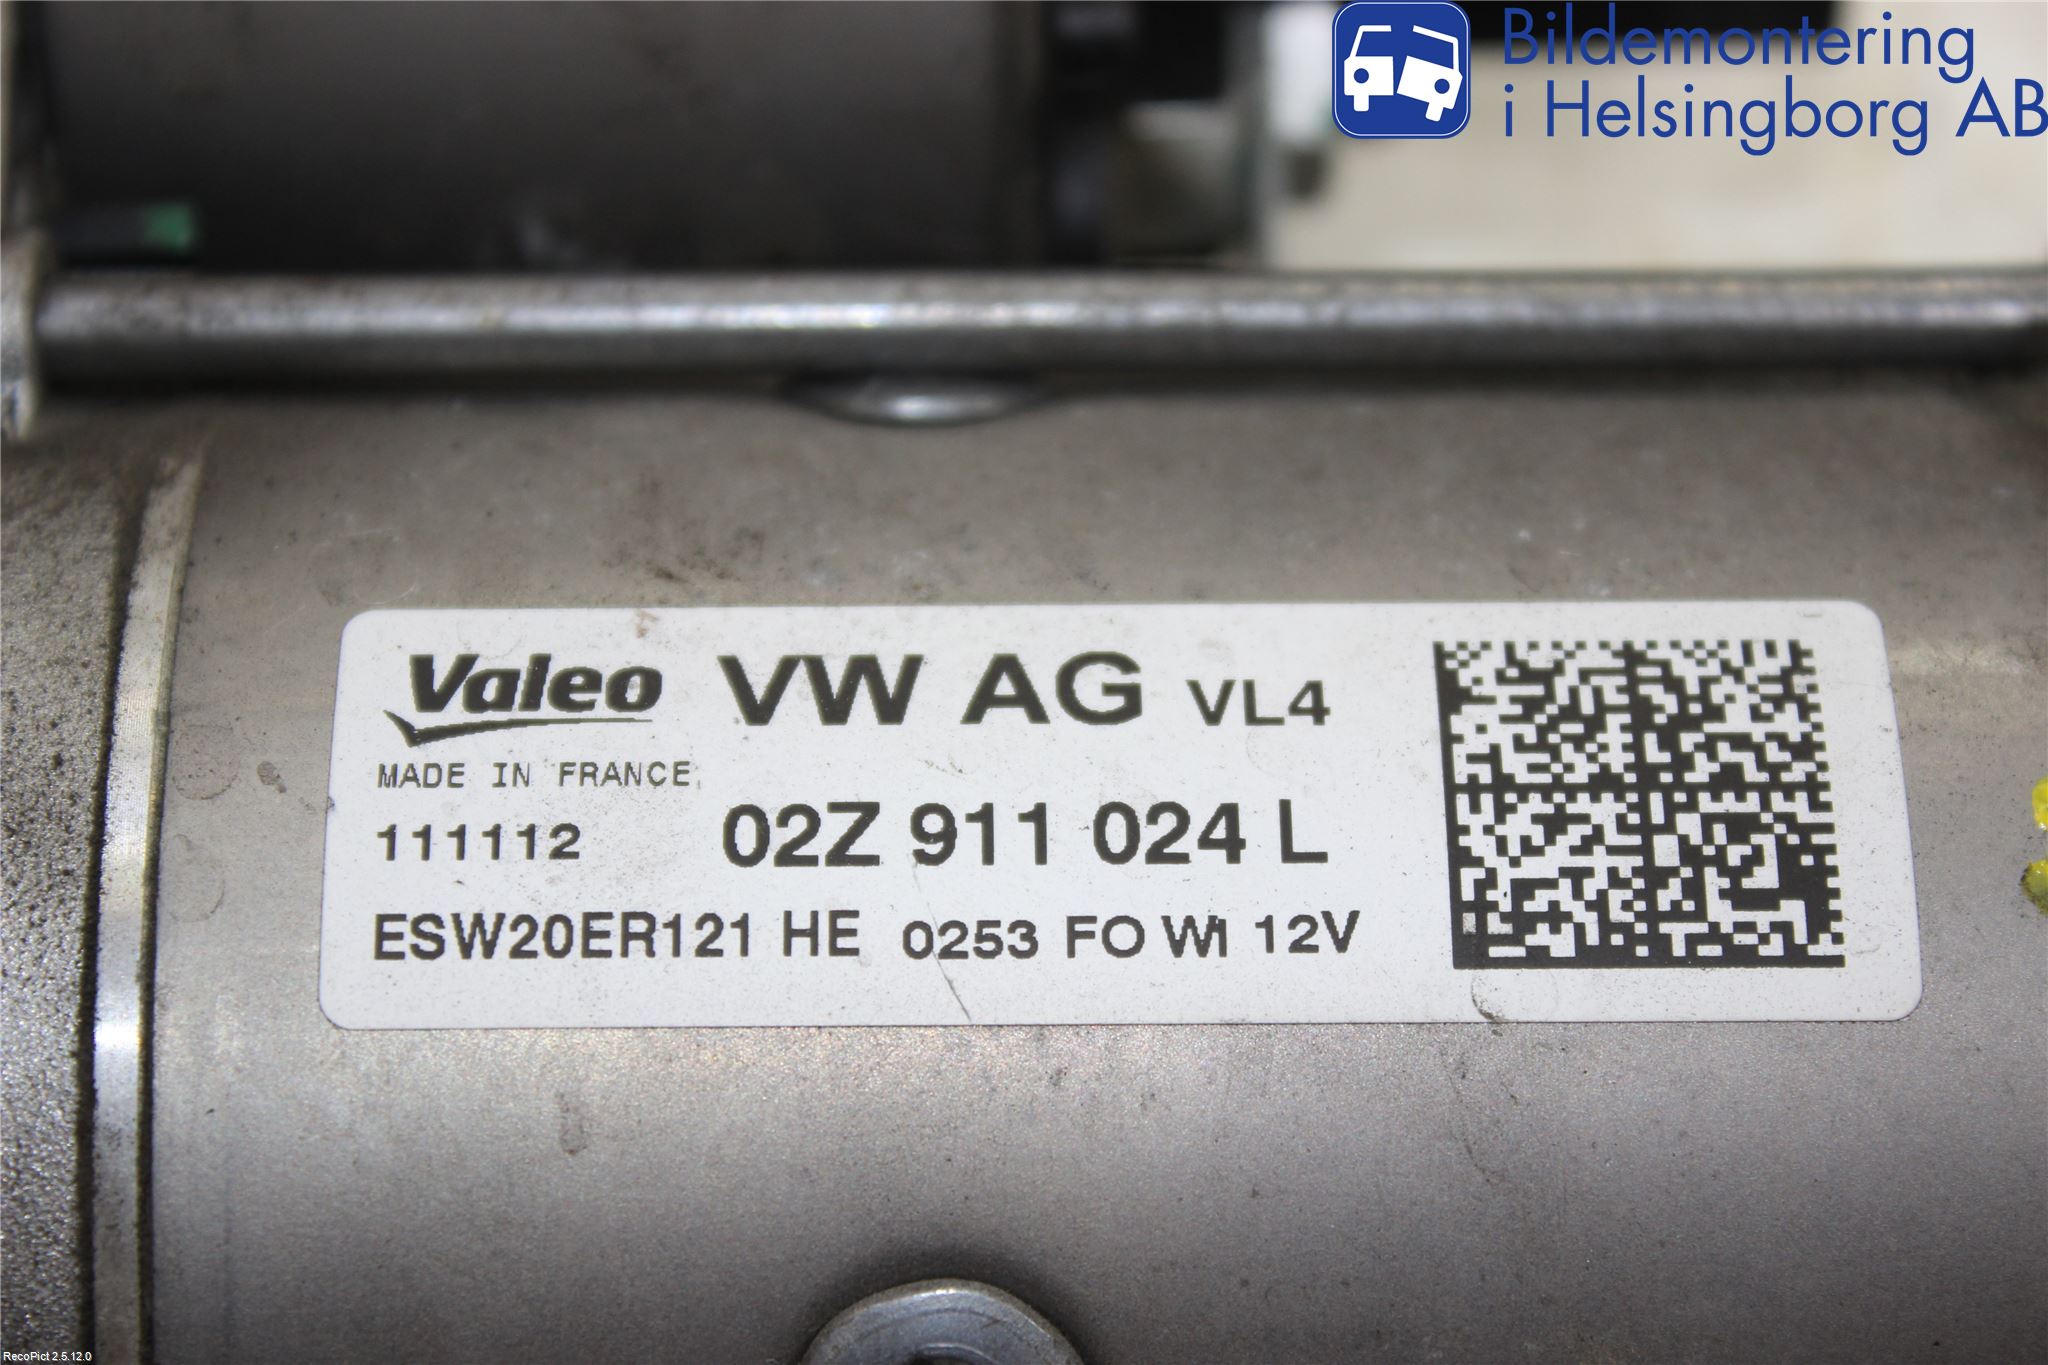 Bildemontering
i Helsingborg AB
Valeo VW AG VL4
MADE IN FRANCE
111112 02Z 911 024 L
ESW20ER121 HE 0253 FO W1 12V
RecoPict 2.5.12.0